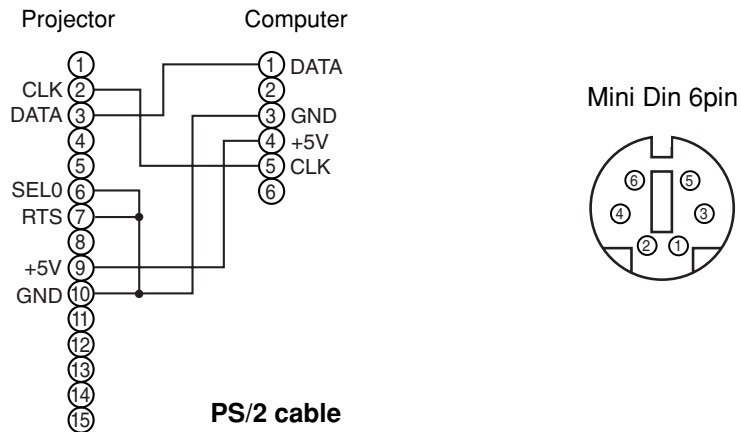 Projector Computer
1 1 DATA
CLK 2 2
DATA 3 3 GND
4 4 +5V
5 5 CLK
SEL0 6 6
RTS 7
8
+5V 9
GND 10
11
12
13
14
15
PS/2 cable
Mini Din 6pin
6 5
4 3
2 1